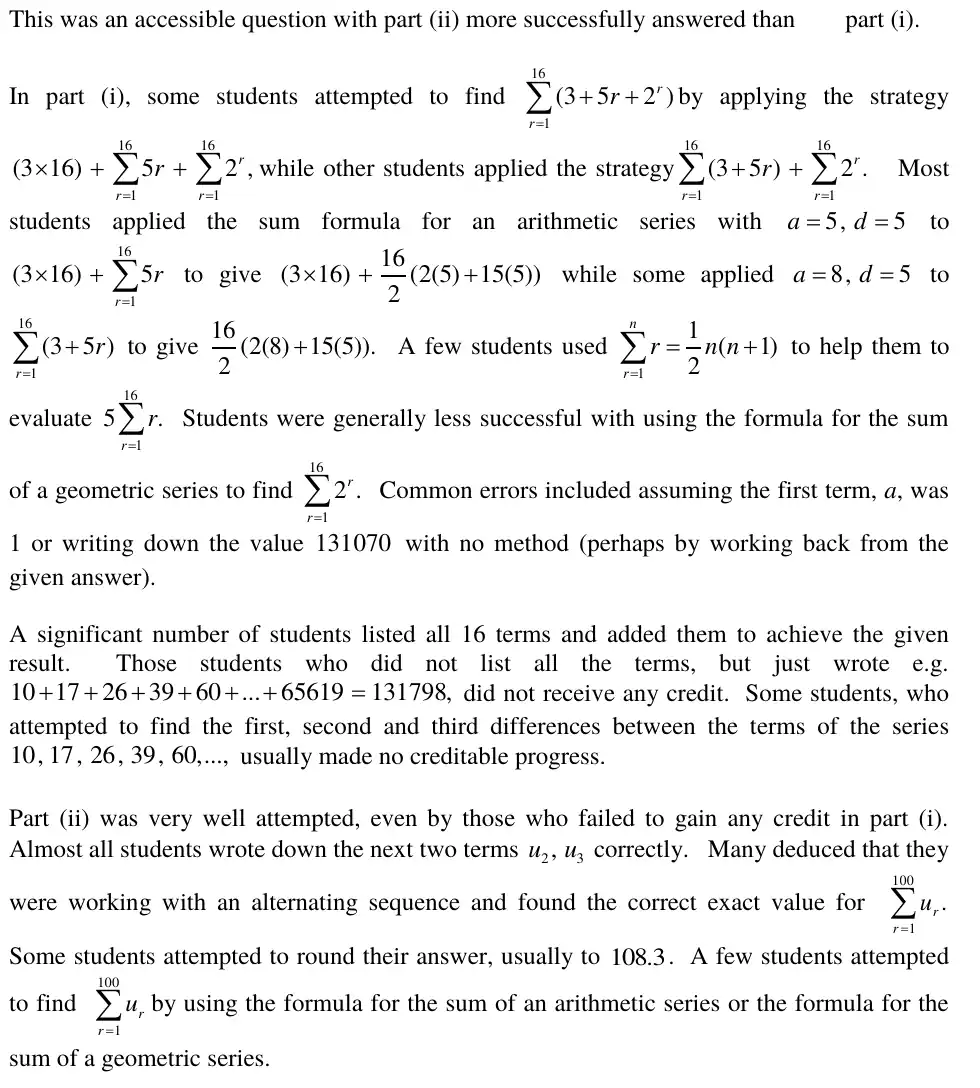 This was an accessible question with part (ii) more successfully answered than part (i).
In part (i), some students attempted to find \sum_{r=1}^{16}(3+5r+2^r) by applying the strategy
(3×16) + \sum_{r=1}^{16}5r + \sum_{r=1}^{16}2^r, while other students applied the strategy \sum_{r=1}^{16}(3+5r) + \sum_{r=1}^{16}2^r. Most
students applied the sum formula for an arithmetic series with a = 5, d = 5 to
(3×16) + \sum_{r=1}^{16}5r to give (3×16) + \frac{16}{2}(2(5)+15(5)) while some applied a = 8, d = 5 to
\sum_{r=1}^{16}(3+5r) to give \frac{16}{2}(2(8)+15(5)). A few students used \sum_{r=1}^{n}r = \frac{1}{2}n(n+1) to help them to
evaluate 5\sum_{r=1}^{16}r. Students were generally less successful with using the formula for the sum
of a geometric series to find \sum_{r=1}^{16}2^r. Common errors included assuming the first term, a, was
1 or writing down the value 131070 with no method (perhaps by working back from the
given answer).
A significant number of students listed all 16 terms and added them to achieve the given
result. Those students who did not list all the terms, but just wrote e.g.
10+17+26+39+60+...+65619 = 131798, did not receive any credit. Some students, who
attempted to find the first, second and third differences between the terms of the series
10, 17, 26, 39, 60,..., usually made no creditable progress.
Part (ii) was very well attempted, even by those who failed to gain any credit in part (i).
Almost all students wrote down the next two terms u_2, u_3 correctly. Many deduced that they
were working with an alternating sequence and found the correct exact value for \sum_{r=1}^{100}u_r.
Some students attempted to round their answer, usually to 108.3. A few students attempted
to find \sum_{r=1}^{100}u_r by using the formula for the sum of an arithmetic series or the formula for the
sum of a geometric series.